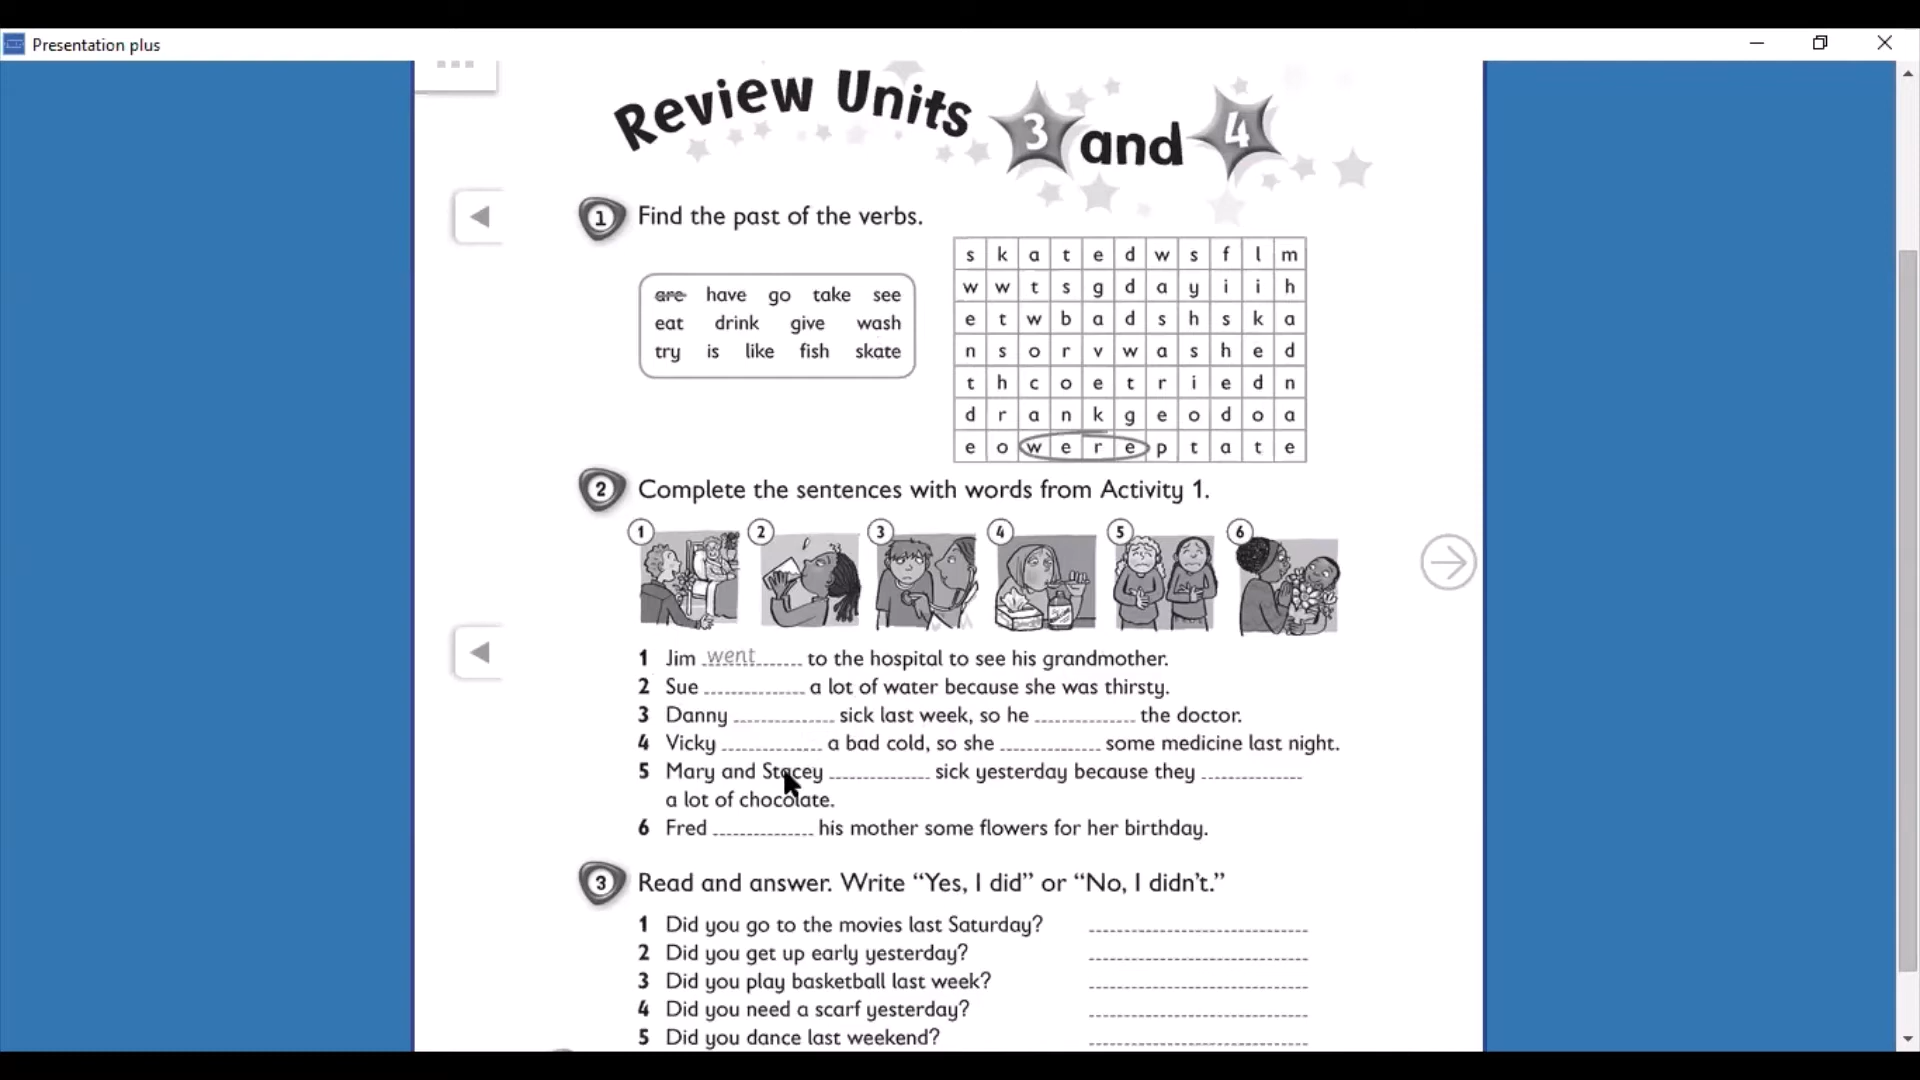 Presentation plus
Review Units 3 and 4
1 Find the past of the verbs.
are have go take see
eat drink give wash
try is like fish skate
s k a t e d w s f l m
w w t s g d a y i i h
e t w b a d s h s k a
n s o r v w a s h e d
t h c o e t r i e d n
d r a n k g e o d o a
e o w e r e p t a t e
2 Complete the sentences with words from Activity 1.
1 2 3 4 5 6
1 Jim went to the hospital to see his grandmother.
2 Sue .............. a lot of water because she was thirsty.
3 Danny .............. sick last week, so he .............. the doctor.
4 Vicky .............. a bad cold, so she .............. some medicine last night.
5 Mary and Stacey .............. sick yesterday because they ..............
a lot of chocolate.
6 Fred .............. his mother some flowers for her birthday.
3 Read and answer. Write “Yes, I did” or “No, I didn’t.”
1 Did you go to the movies last Saturday? ..............................
2 Did you get up early yesterday? ..............................
3 Did you play basketball last week? ..............................
4 Did you need a scarf yesterday? ..............................
5 Did you dance last weekend? ..............................